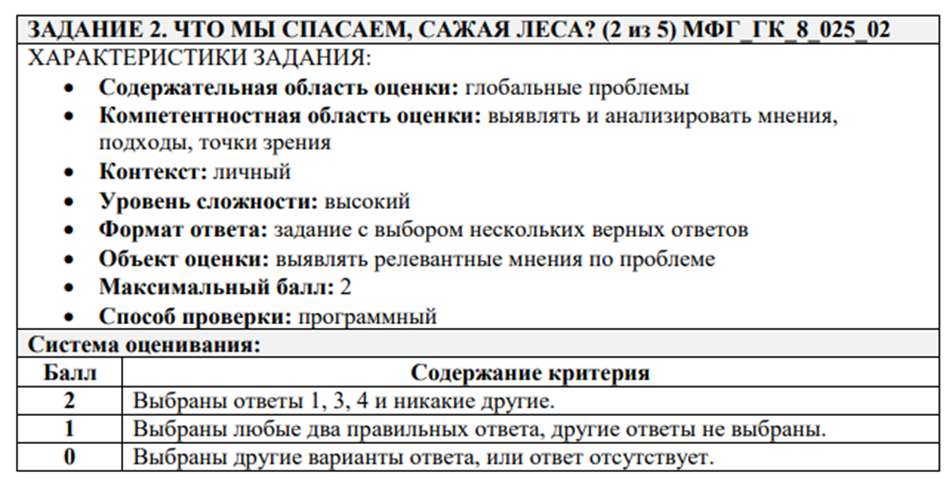 ЗАДАНИЕ 2. ЧТО МЫ СПАСАЕМ, САЖАЯ ЛЕСА? (2 из 5) МФГ_ГК_8_025_02
ХАРАКТЕРИСТИКИ ЗАДАНИЯ:
• Содержательная область оценки: глобальные проблемы
• Компетентностная область оценки: выявлять и анализировать мнения,
подходы, точки зрения
• Контекст: личный
• Уровень сложности: высокий
• Формат ответа: задание с выбором нескольких верных ответов
• Объект оценки: выявлять релевантные мнения по проблеме
• Максимальный балл: 2
• Способ проверки: программный
Система оценивания:
Балл Содержание критерия
2 Выбраны ответы 1, 3, 4 и никакие другие.
1 Выбраны любые два правильных ответа, другие ответы не выбраны.
0 Выбраны другие варианты ответа, или ответ отсутствует.